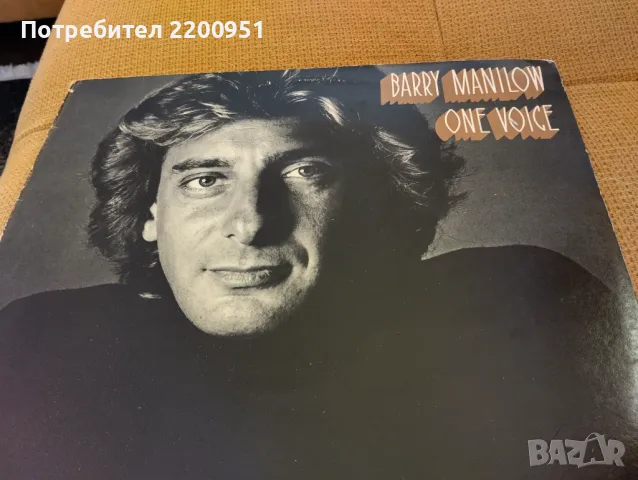 Потребител 2200951
BARRY MANILOW
ONE VOICE
BAZAR